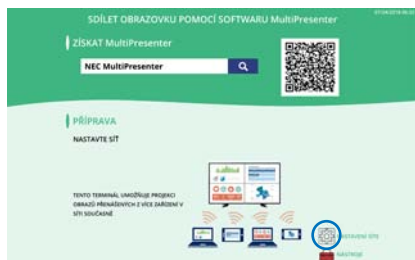 SDÍLET OBRAZOVKU POMOCÍ SOFTWARU MultiPresenter
ZÍSKAT MultiPresenter
NEC MultiPresenter
PŘÍPRAVA
NASTAVTE SÍŤ
TENTO TERMINÁL UMOŽŇUJE PROJEKCI
OBRAZŮ PŘENÁŠENÝCH Z VÍCE ZAŘÍZENÍ V
SÍTI SOUČASNĚ
NASTAVENÍ SÍTĚ
NÁSTROJE